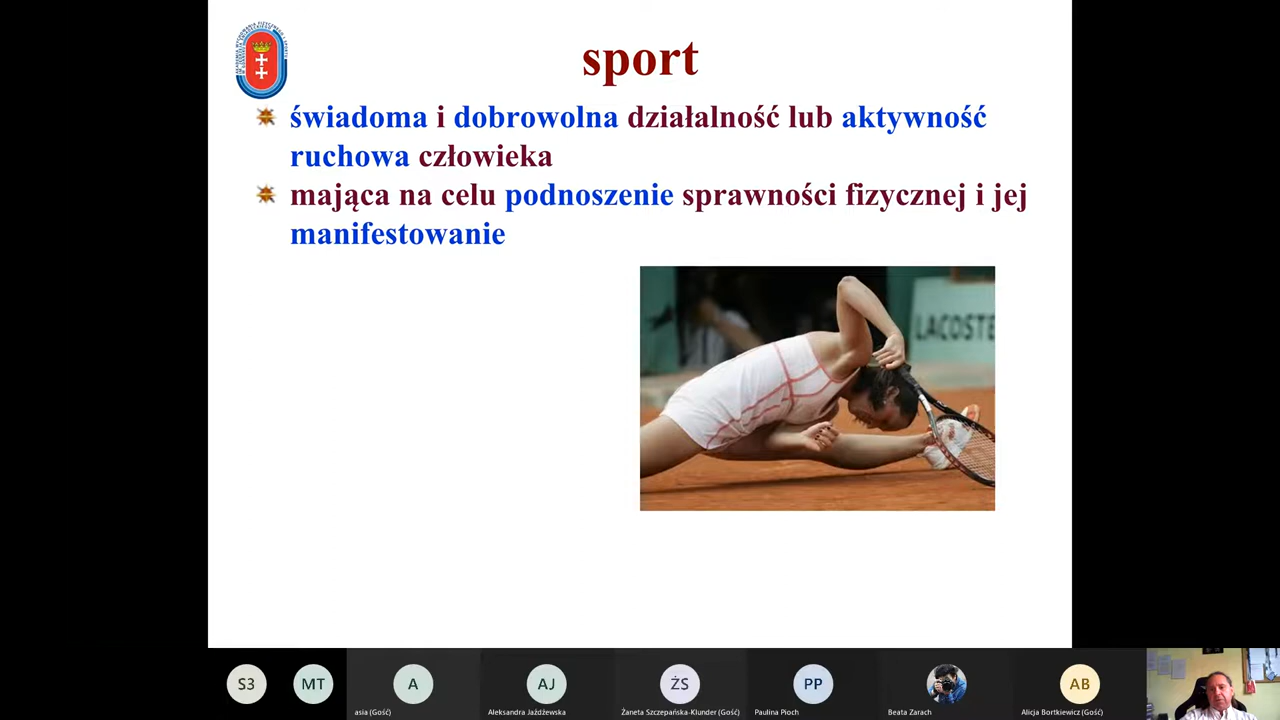 sport
świadoma i dobrowolna działalność lub aktywność
ruchowa człowieka
mająca na celu podnoszenie sprawności fizycznej i jej
manifestowanie
LACOSTE
S3
MT
A
AJ
ŻS
PP
AB
asia (Gość)
Aleksandra Jażdżewska
Żaneta Szczepańska-Klunder (Gość)
Paulina Pioch
Beata Zarach
Alicja Bortkiewicz (Gość)